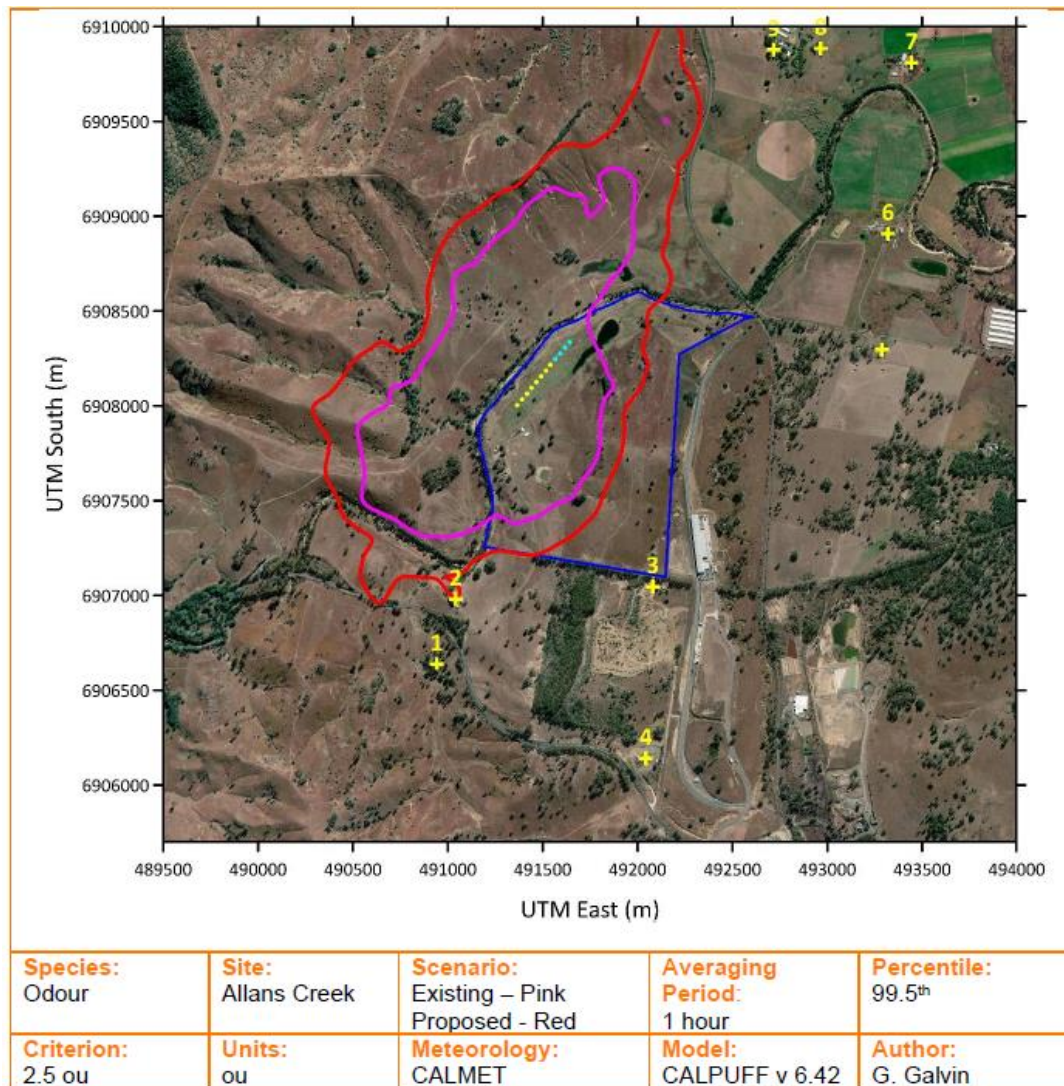 6910000
6909500
6909000
6908500
6908000
6907500
6907000
6906500
6906000
UTM South (m)
9
8
7
6
3
2
1
4
489500 490000 490500 491000 491500 492000 492500 493000 493500 494000
UTM East (m)
Species:
Odour
Site:
Allans Creek
Scenario:
Existing – Pink
Proposed - Red
Averaging
Period:
1 hour
Percentile:
99.5th
Criterion:
2.5 ou
Units:
ou
Meteorology:
CALMET
Model:
CALPUFF v 6.42
Author:
G. Galvin